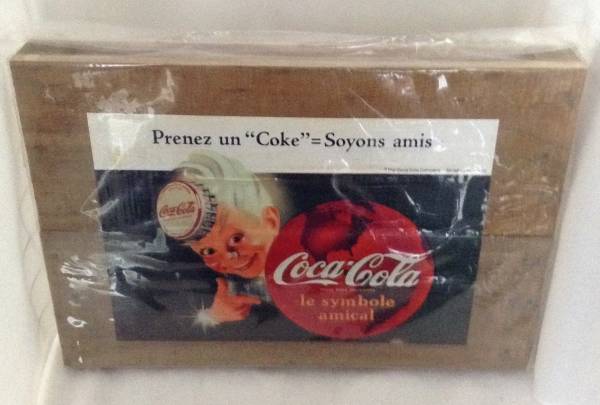 Prenez un "Coke"=Soyons amis
Coca-Cola
Coca-Cola
le symbole
amical